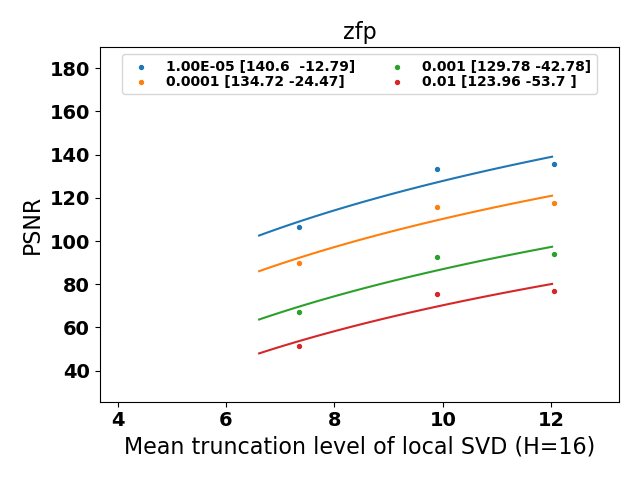 zfp
1.00E-05 [140.6  -12.79]
0.0001 [134.72 -24.47]
0.001 [129.78 -42.78]
0.01 [123.96 -53.7 ]
PSNR
180
160
140
120
100
80
60
40
4 6 8 10 12
Mean truncation level of local SVD (H=16)